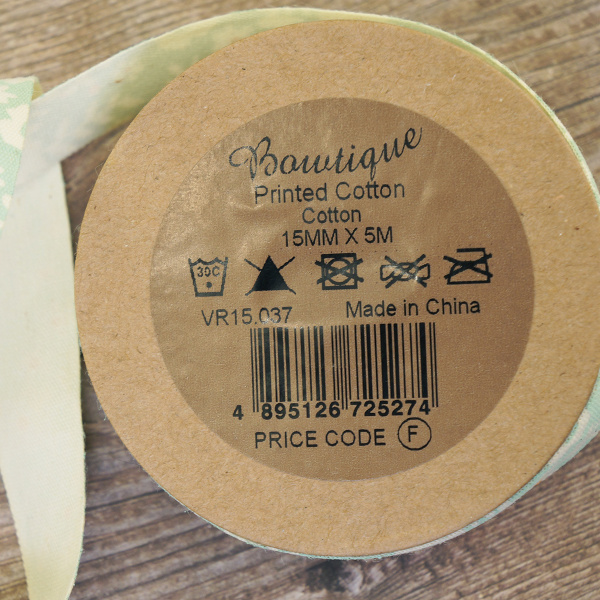 Bowtique
Printed Cotton
Cotton
15MM X 5M
30C
VR15.037 Made in China
4 895126 725274
PRICE CODE F